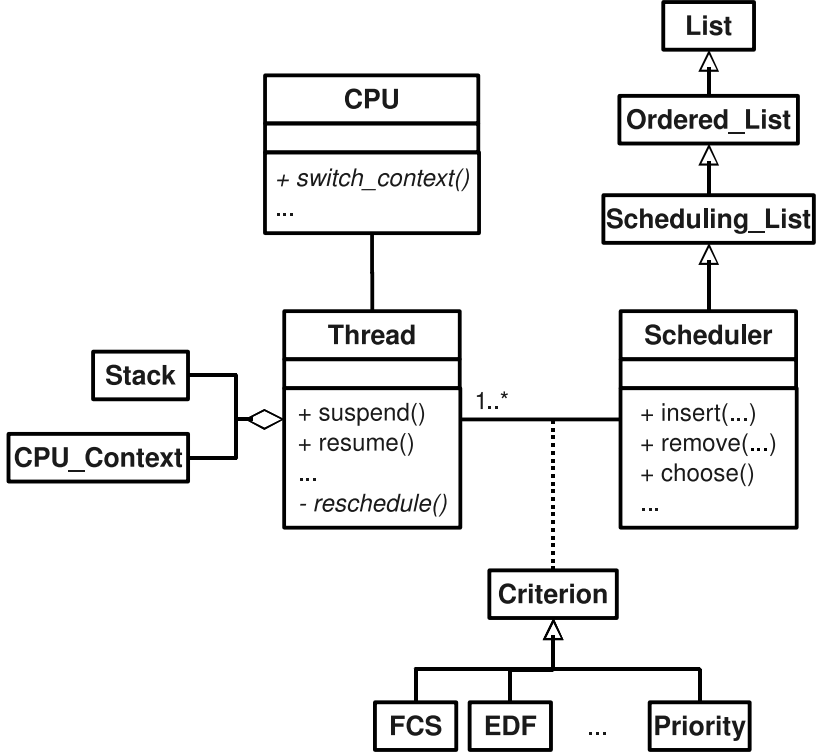 List
CPU
Ordered_List
+ switch_context()
...
Scheduling_List
Thread
Scheduler
Stack
1..*
+ suspend()
+ resume()
...
- reschedule()
+ insert(...)
+ remove(...)
+ choose()
...
CPU_Context
Criterion
FCS
EDF
...
Priority